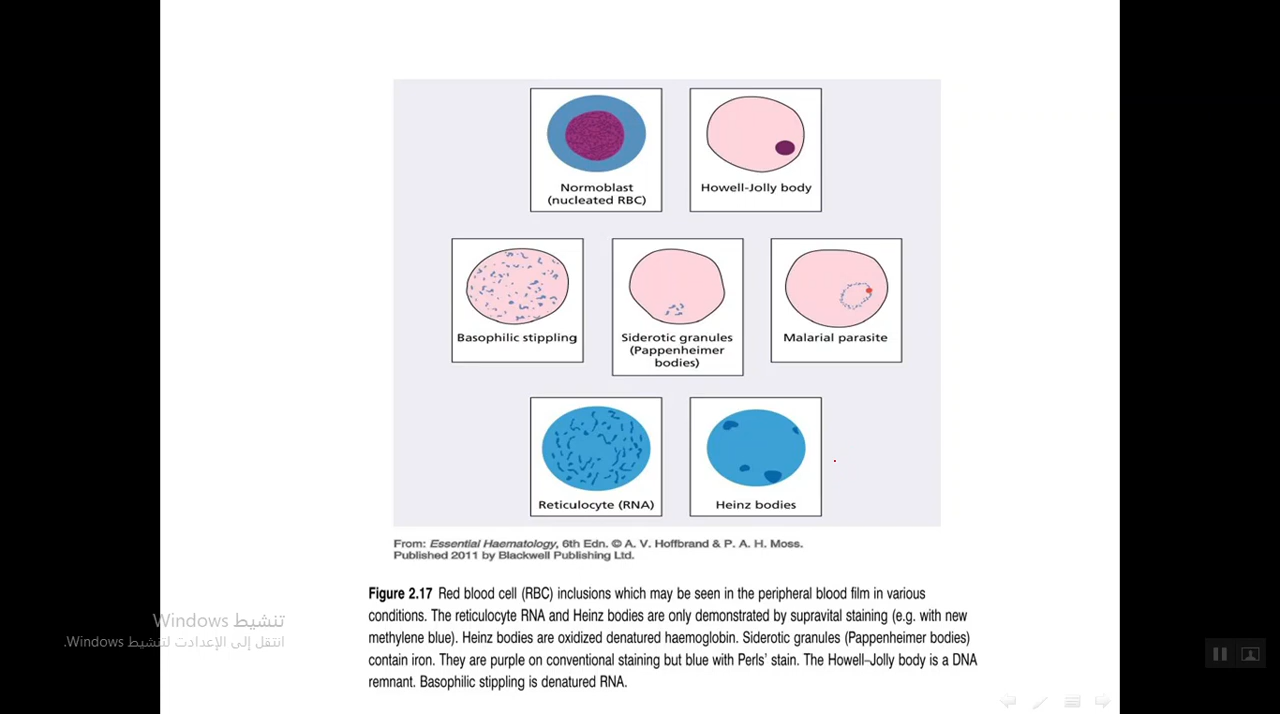 Normoblast
(nucleated RBC)
Howell-Jolly body
Basophilic stippling
Siderotic granules
(Pappenheimer
bodies)
Malarial parasite
Reticulocyte (RNA)
Heinz bodies
From: Essential Haematology, 6th Edn. © A. V. Hoffbrand & P. A. H. Moss.
Published 2011 by Blackwell Publishing Ltd.
Figure 2.17 Red blood cell (RBC) inclusions which may be seen in the peripheral blood film in various
conditions. The reticulocyte RNA and Heinz bodies are only demonstrated by supravital staining (e.g. with new
methylene blue). Heinz bodies are oxidized denatured haemoglobin. Siderotic granules (Pappenheimer bodies)
contain iron. They are purple on conventional staining but blue with Perls' stain. The Howell–Jolly body is a DNA
remnant. Basophilic stippling is denatured RNA.
تنشيط Windows
انتقل إلى الإعدادات لتنشيط Windows.